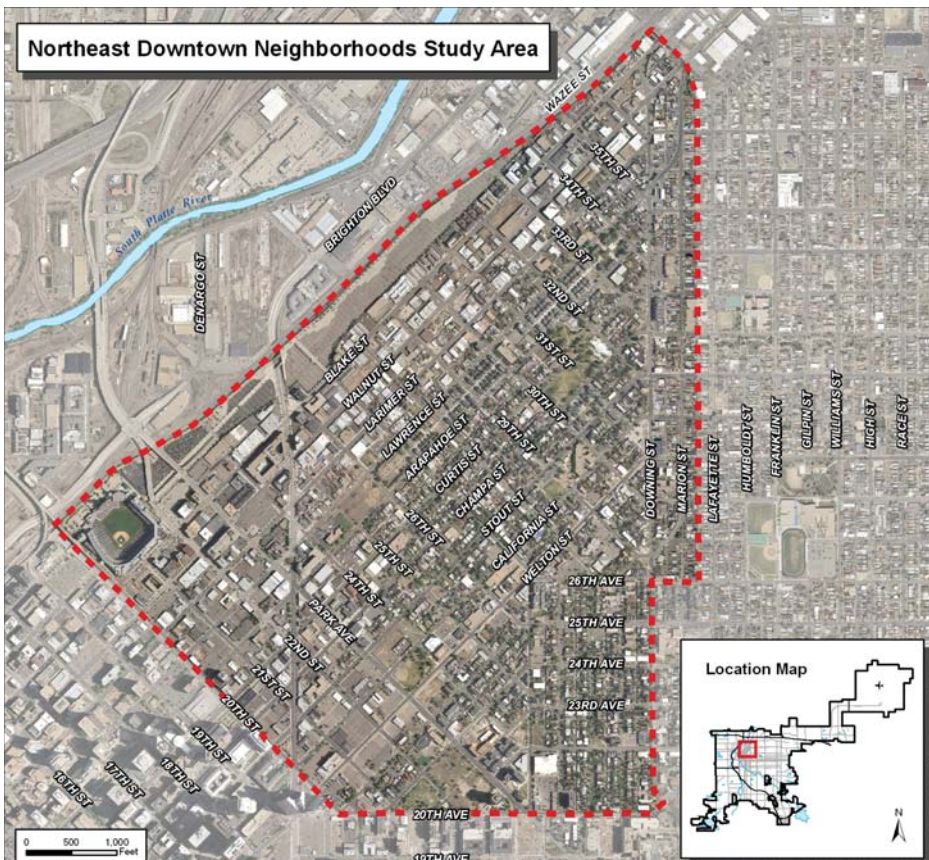 Northeast Downtown Neighborhoods Study Area
WAZEE ST
35TH ST
34TH ST
BRIGHTON BLVD
South Platte River
33RD ST
DENARGO ST
32ND ST
31ST ST
BLAKE ST
WALNUT ST
LARIMER ST
30TH ST
LAWRENCE ST
29TH ST
ARAPAHOE ST
CURTIS ST
CHAMPA ST
STOUT ST
CALIFORNIA ST
WELTON ST
DOWNING ST
MARION ST
LAFAYETTE ST
HUMBOLDT ST
FRANKLIN ST
GILPIN ST
WILLIAMS ST
HIGH ST
RACE ST
26TH ST
25TH ST
24TH ST
PARK AVE
22ND ST
21ST ST
20TH ST
19TH ST
18TH ST
17TH ST
16TH ST
26TH AVE
25TH AVE
24TH AVE
23RD AVE
20TH AVE
19TH AVE
Location Map
N
0 500 1,000
Feet